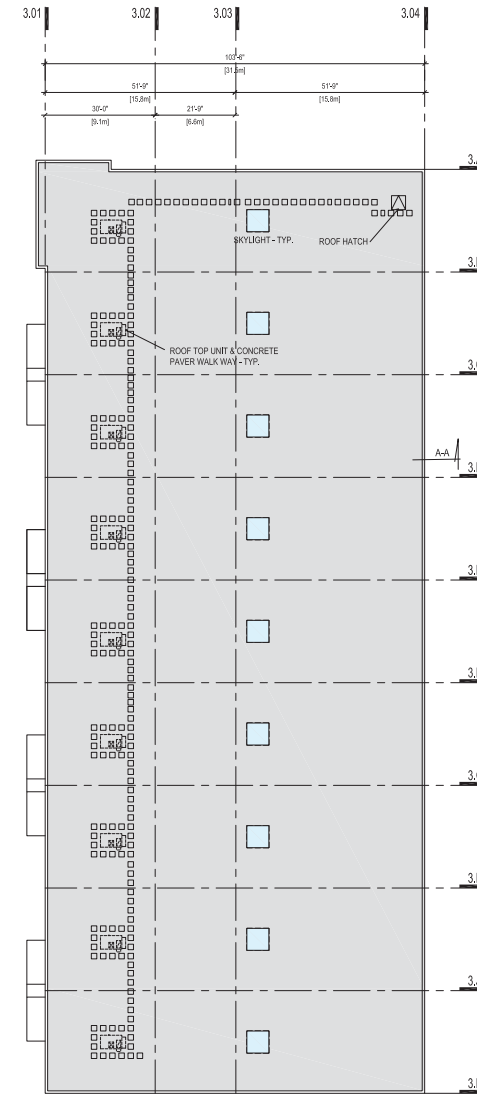 3.01
3.02
3.03
3.04
103'-6"
[31.5m]
51'-9"
[15.8m]
51'-9"
[15.8m]
30'-0"
[9.1m]
21'-9"
[6.6m]
SKYLIGHT - TYP.
ROOF HATCH
ROOF TOP UNIT & CONCRETE
PAVER WALK WAY - TYP.
A-A